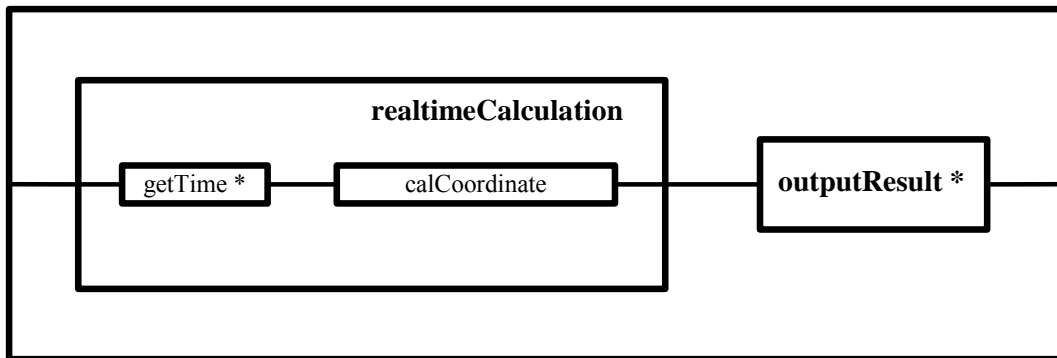 realtimeCalculation
getTime *
calCoordinate
outputResult *